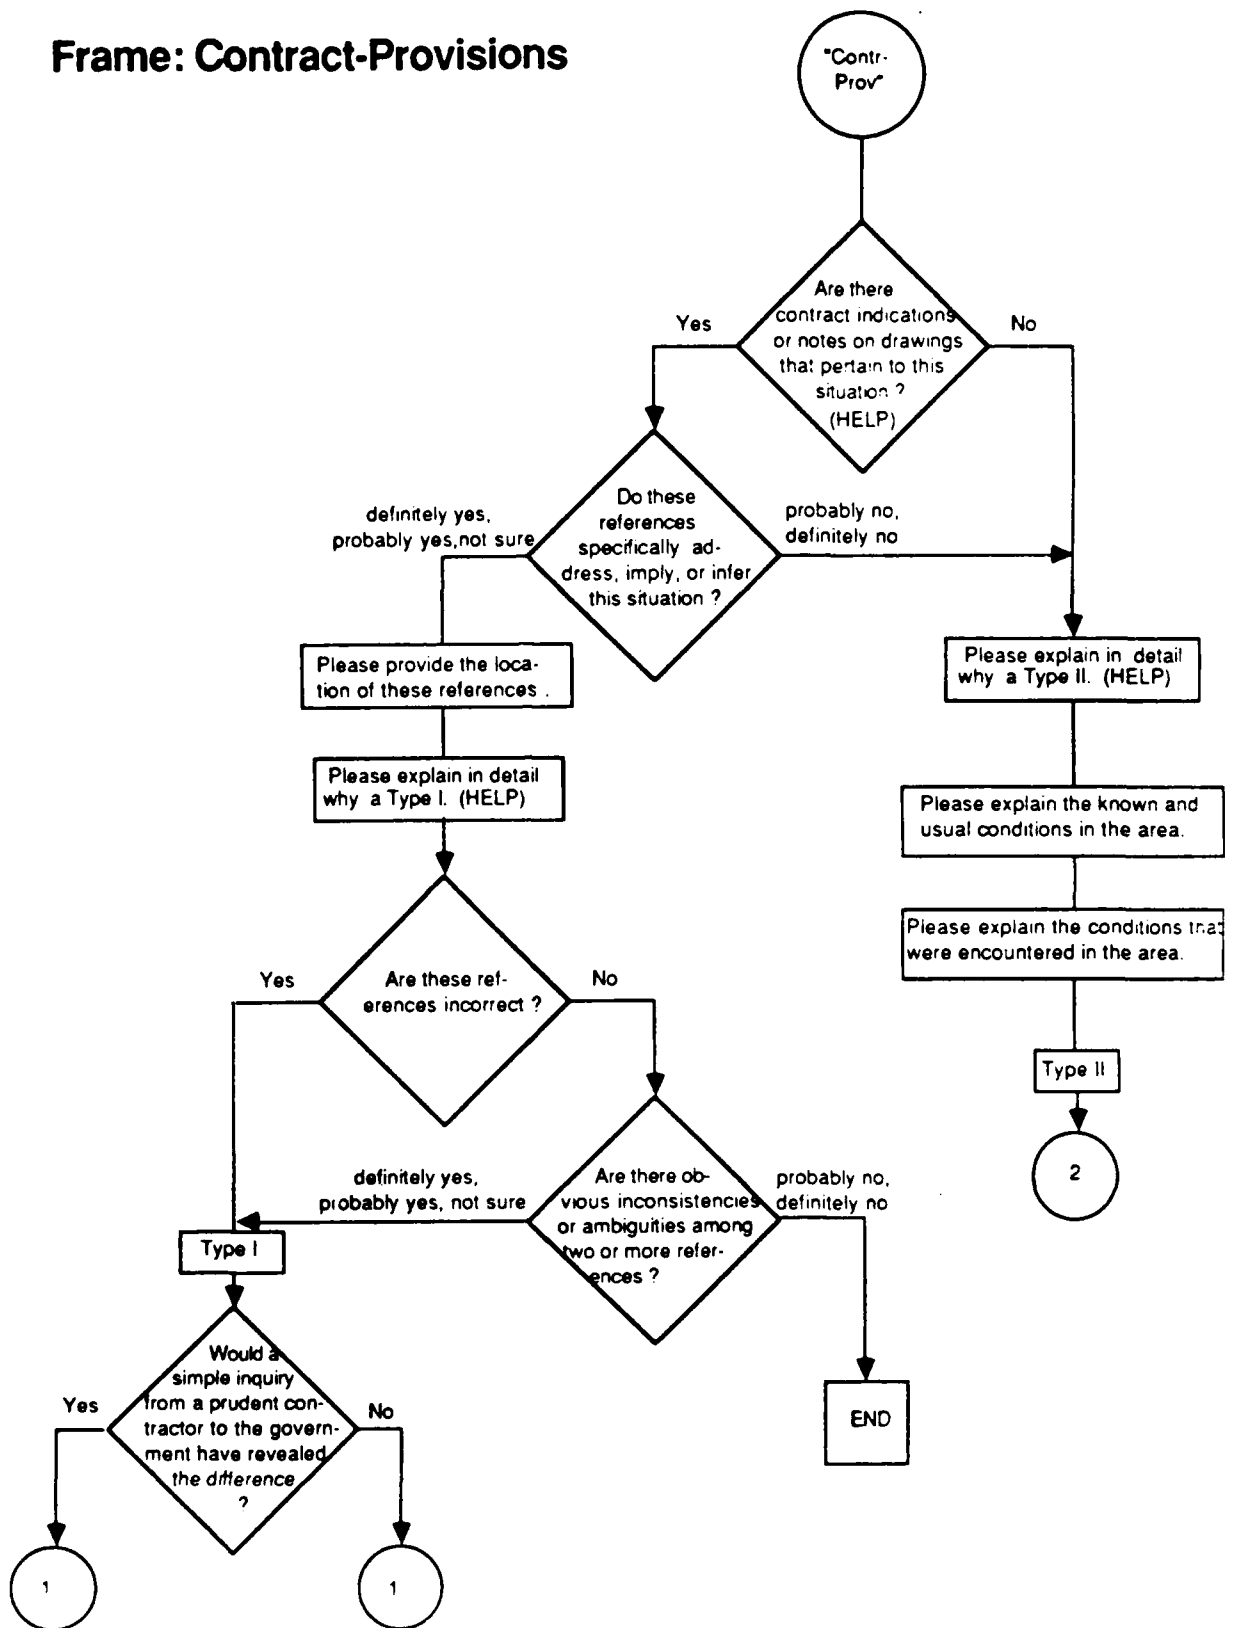 Frame: Contract-Provisions
"Contr-
Prov"
Are there
contract indications
or notes on drawings
that pertain to this
situation ?
(HELP)
Yes
No
Do these
references
specifically ad-
dress, imply, or infer
this situation ?
definitely yes,
probably yes,not sure
probably no,
definitely no
Please provide the loca-
tion of these references .
Please explain in detail
why a Type II. (HELP)
Please explain in detail
why a Type I. (HELP)
Please explain the known and
usual conditions in the area.
Please explain the conditions that
were encountered in the area.
Yes
Are these ref-
erences incorrect ?
No
Type II
2
definitely yes,
probably yes, not sure
Are there ob-
vious inconsistencies
or ambiguities among
two or more refer-
ences ?
probably no,
definitely no
Type I
Would a
simple inquiry
from a prudent con-
tractor to the govern-
ment have revealed
the difference
?
Yes
No
END
1
1